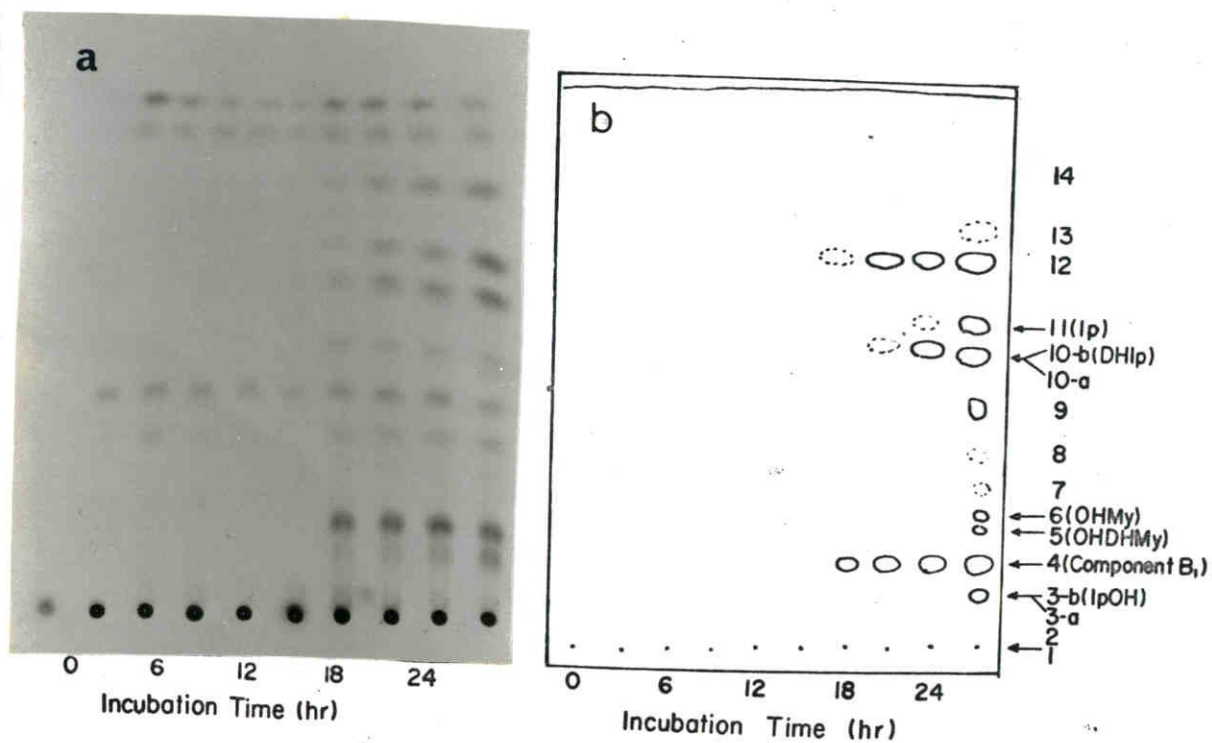 a
0 6 12 18 24
Incubation Time (hr)
b
14
13
12
11(Ip)
10-b(DHIp)
10-a
9
8
7
6(OHMy)
5(OHDHMy)
4(Component B₁)
3-b(IpOH)
3-a
2
1
0 6 12 18 24
Incubation Time (hr)